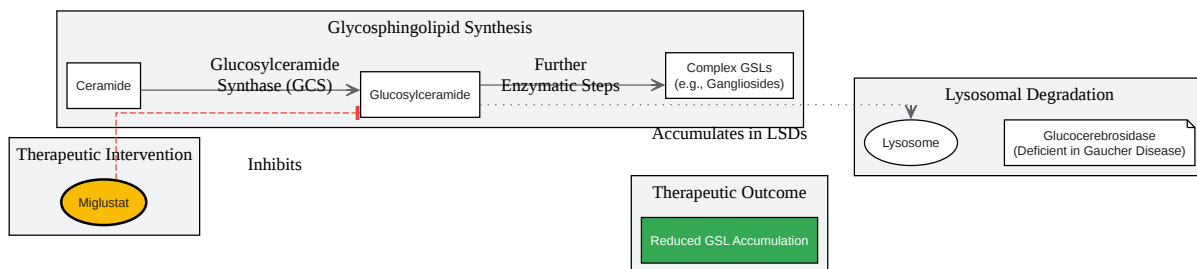 Glycosphingolipid Synthesis
Ceramide
Glucosylceramide
Synthase (GCS)
Glucosylceramide
Further
Enzymatic Steps
Complex GSLs
(e.g., Gangliosides)
Accumulates in LSDs
Lysosomal Degradation
Lysosome
Glucocerebrosidase
(Deficient in Gaucher Disease)
Therapeutic Intervention
Miglustat
Inhibits
Therapeutic Outcome
Reduced GSL Accumulation